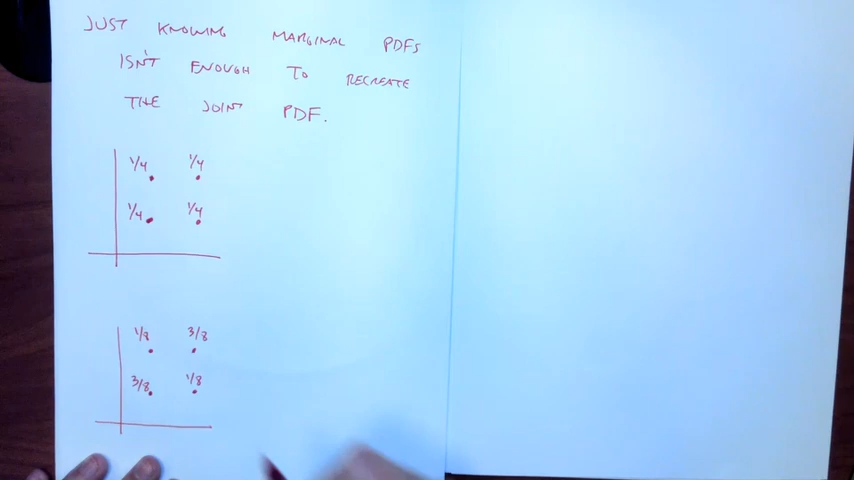 JUST KNOWING MARGINAL PDFS
ISN'T ENOUGH TO RECREATE
THE JOINT PDF.
1/4 1/4
1/4 1/4
1/8 3/8
3/8 1/8